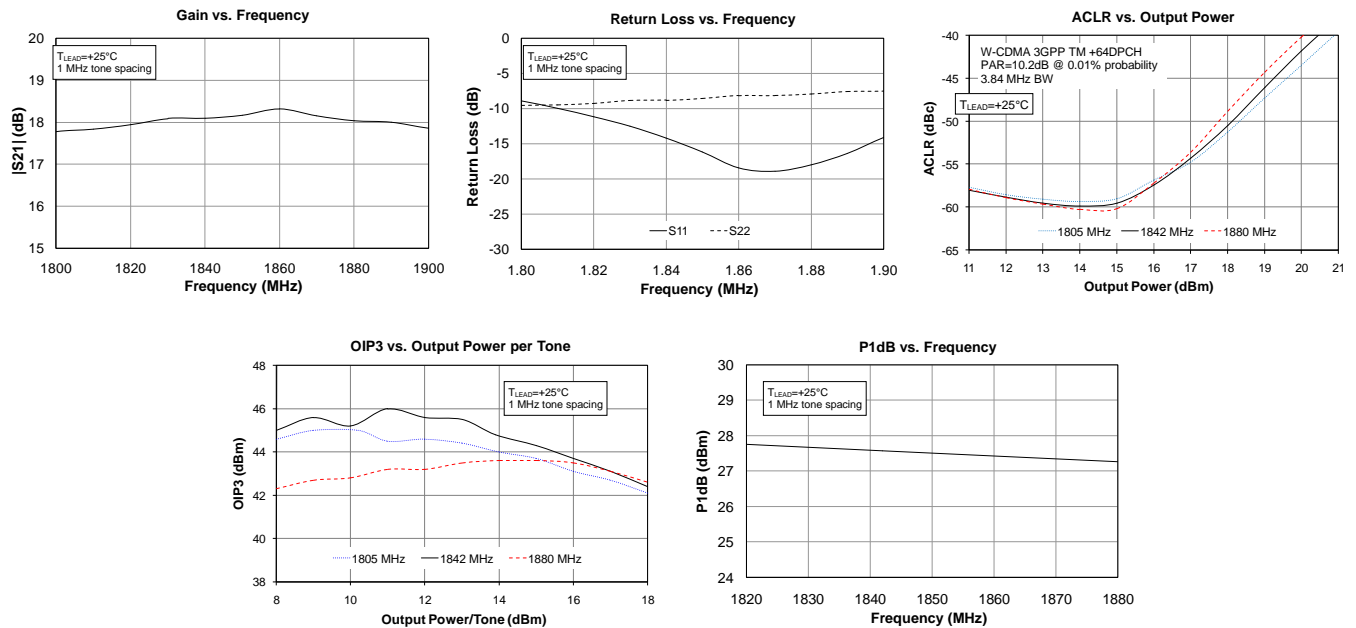 Gain vs. Frequency
|S21| (dB)
20
19
18
17
16
15
T LEAD=+25°C
1 MHz tone spacing
1800 1820 1840 1860 1880 1900
Frequency (MHz)
Return Loss vs. Frequency
Return Loss (dB)
0
-5
-10
-15
-20
-25
-30
T LEAD=+25°C
1 MHz tone spacing
S11 S22
1.80 1.82 1.84 1.86 1.88 1.90
Frequency (MHz)
ACLR vs. Output Power
ACLR (dBc)
-40
-45
-50
-55
-60
-65
W-CDMA 3GPP TM +64DPCH
PAR=10.2dB @ 0.01% probability
3.84 MHz BW
T LEAD=+25°C
1805 MHz 1842 MHz 1880 MHz
11 12 13 14 15 16 17 18 19 20 21
Output Power (dBm)
OIP3 vs. Output Power per Tone
OIP3 (dBm)
48
46
44
42
40
38
T LEAD=+25°C
1 MHz tone spacing
1805 MHz 1842 MHz 1880 MHz
8 10 12 14 16 18
Output Power/Tone (dBm)
P1dB vs. Frequency
P1dB (dBm)
30
29
28
27
26
25
24
T LEAD=+25°C
1 MHz tone spacing
1820 1830 1840 1850 1860 1870 1880
Frequency (MHz)